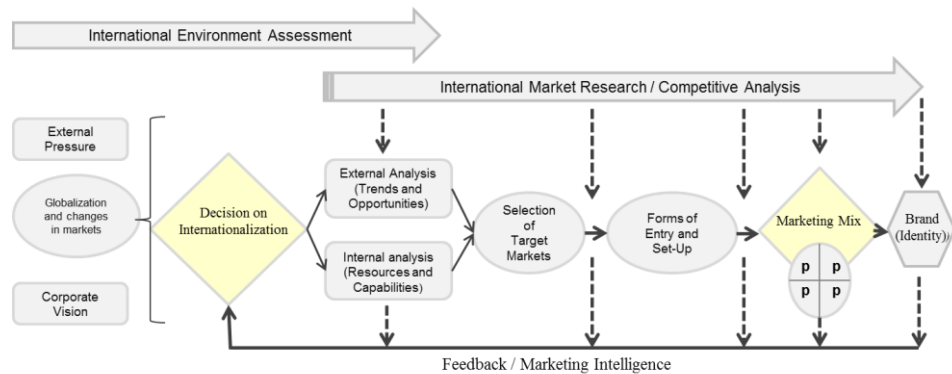 International Environment Assessment
International Market Research / Competitive Analysis
External
Pressure
Globalization
and changes
in markets
Corporate
Vision
Decision on
Internationalization
External Analysis
(Trends and
Opportunities)
Internal analysis
(Resources and
Capabilities)
Selection
of
Target
Markets
Forms of
Entry and
Set-Up
Marketing Mix
p p
p p
Brand
(Identity))
Feedback / Marketing Intelligence